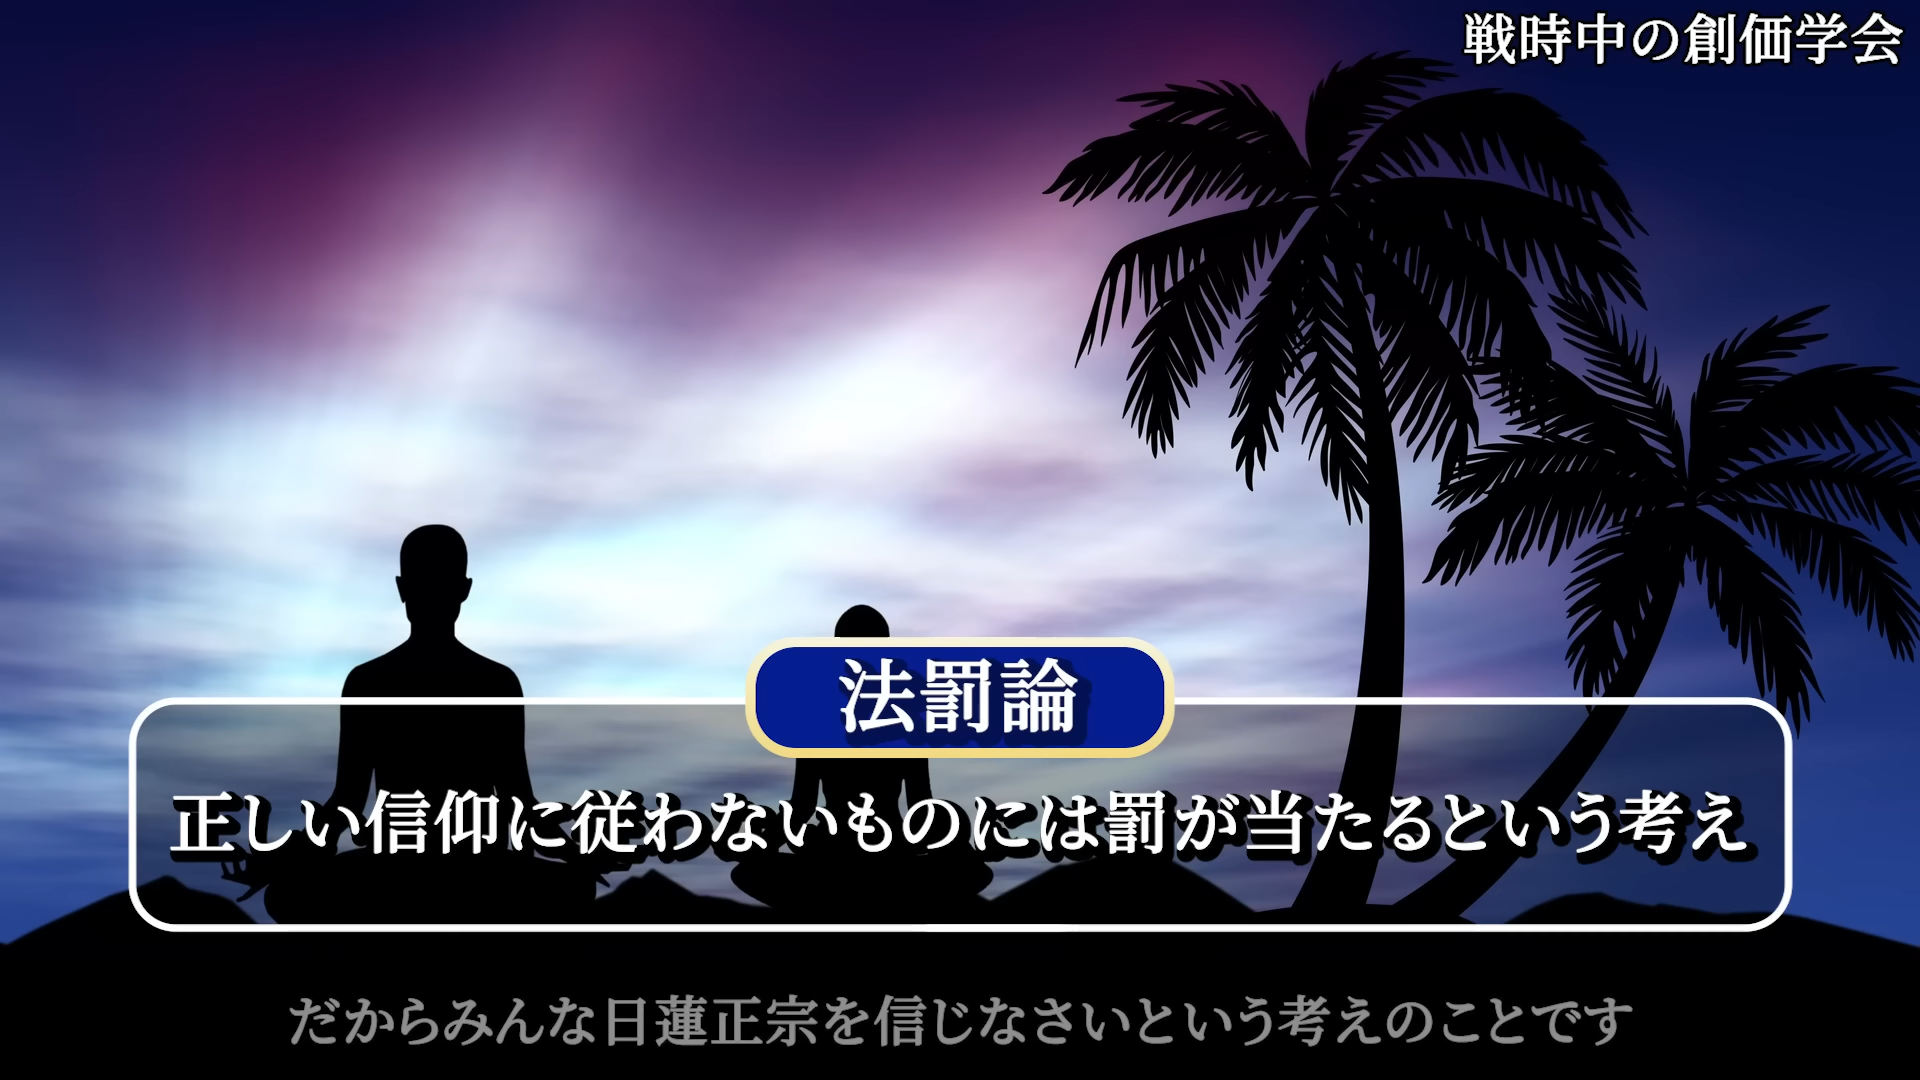 戦時中の創価学会
法罰論
正しい信仰に従わないものには罰が当たるという考え
だからみんな日蓮正宗を信じなさいという考えのことです